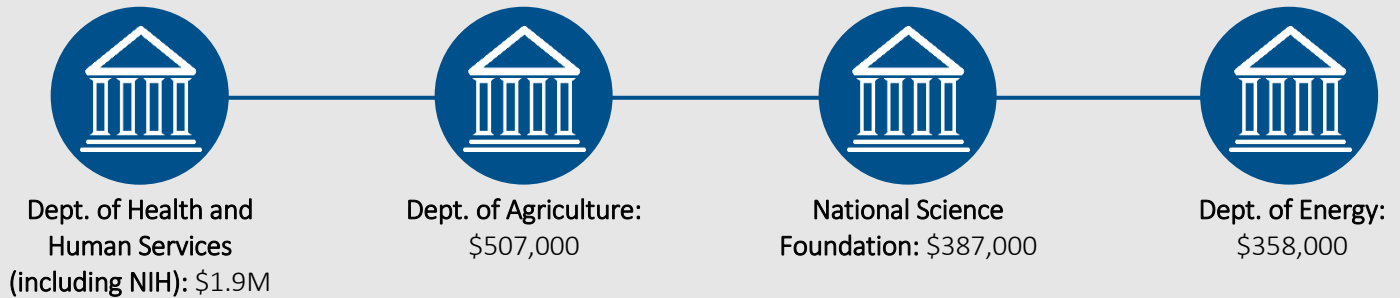 Dept. of Health and
Human Services
(including NIH): $1.9M
Dept. of Agriculture:
$507,000
National Science
Foundation: $387,000
Dept. of Energy:
$358,000